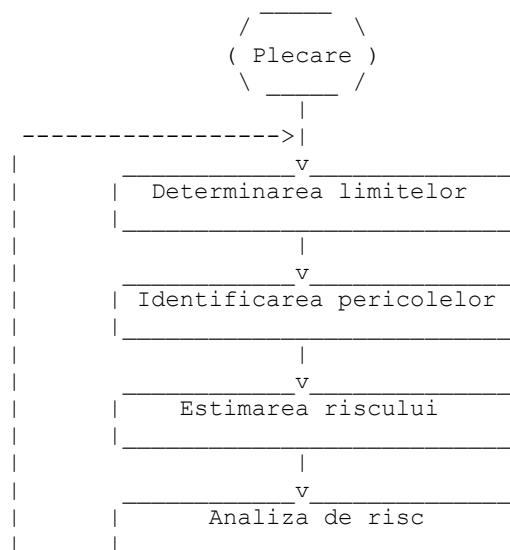 ( Plecare )
Determinarea limitelor
Identificarea pericolelor
Estimarea riscului
Analiza de risc